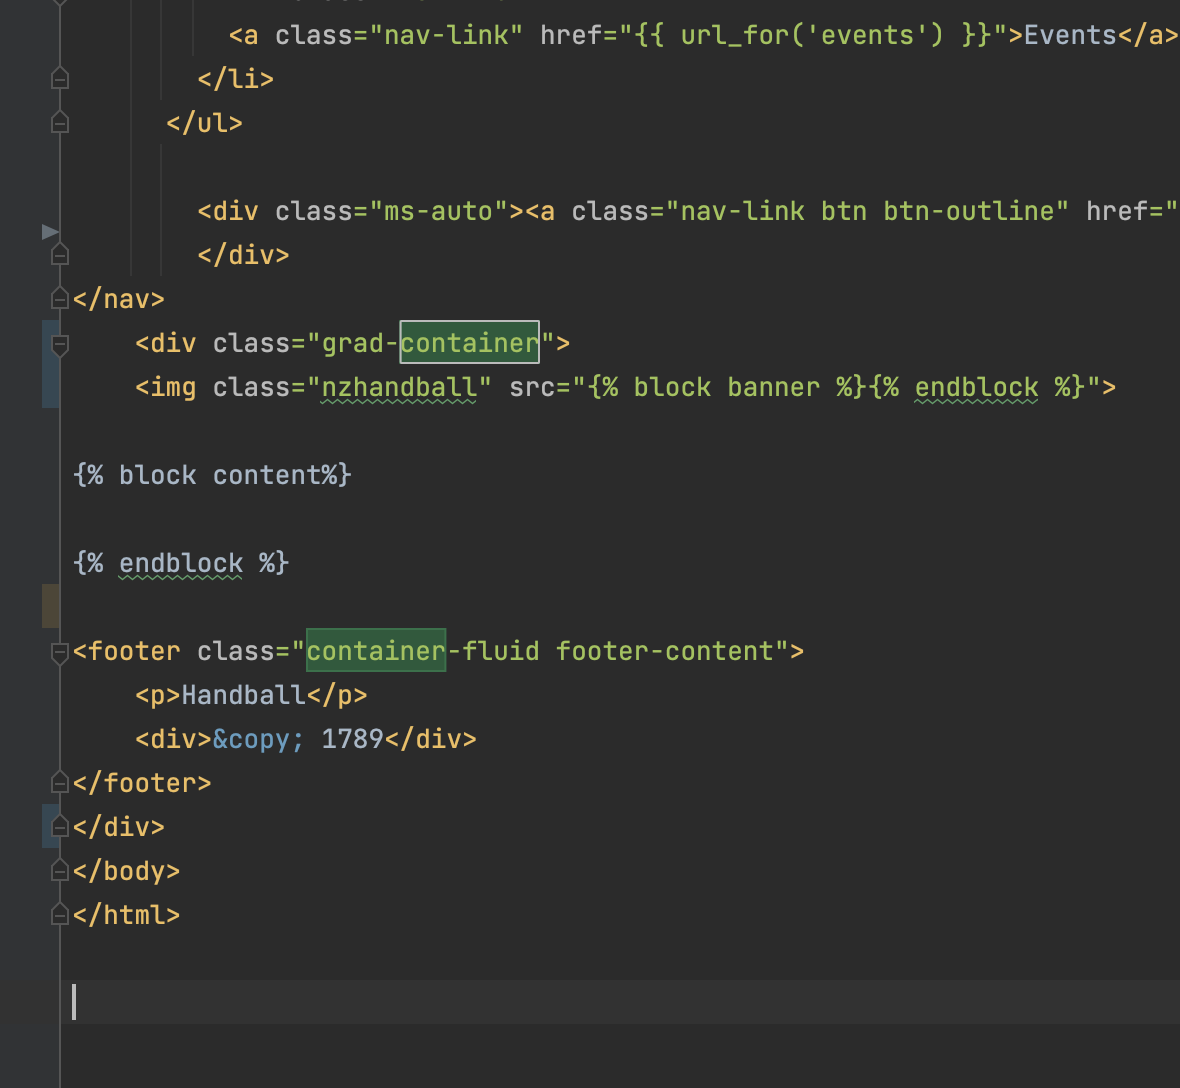 <a class="nav-link" href="{{ url_for('events') }}">Events</a>
</li>
</ul>
<div class="ms-auto"><a class="nav-link btn btn-outline" href="
</div>
</nav>
<div class="grad-container">
<img class="nzhandball" src="{% block banner %}{% endblock %}">
{% block content%}
{% endblock %}
<footer class="container-fluid footer-content">
<p>Handball</p>
<div>&copy; 1789</div>
</footer>
</div>
</body>
</html>